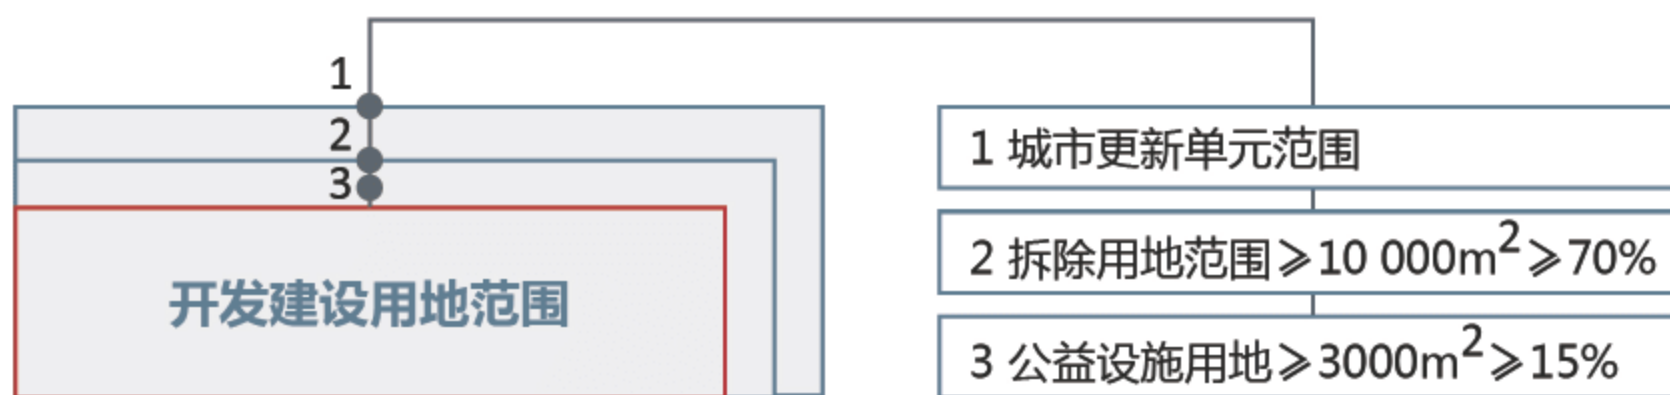 1
2
3
开发建设用地范围
1 城市更新单元范围
2 拆除用地范围⩾10 000m²⩾70%
3 公益设施用地⩾3000m²⩾15%